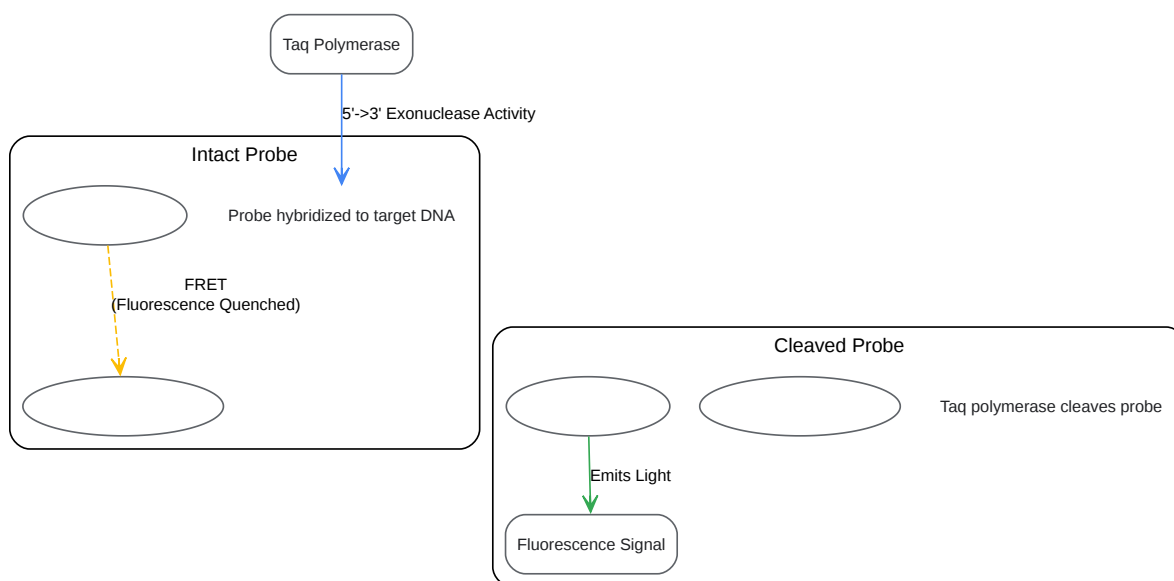 Taq Polymerase
5'->3' Exonuclease Activity
Intact Probe
Probe hybridized to target DNA
FRET
(Fluorescence Quenched)
Cleaved Probe
Taq polymerase cleaves probe
Emits Light
Fluorescence Signal